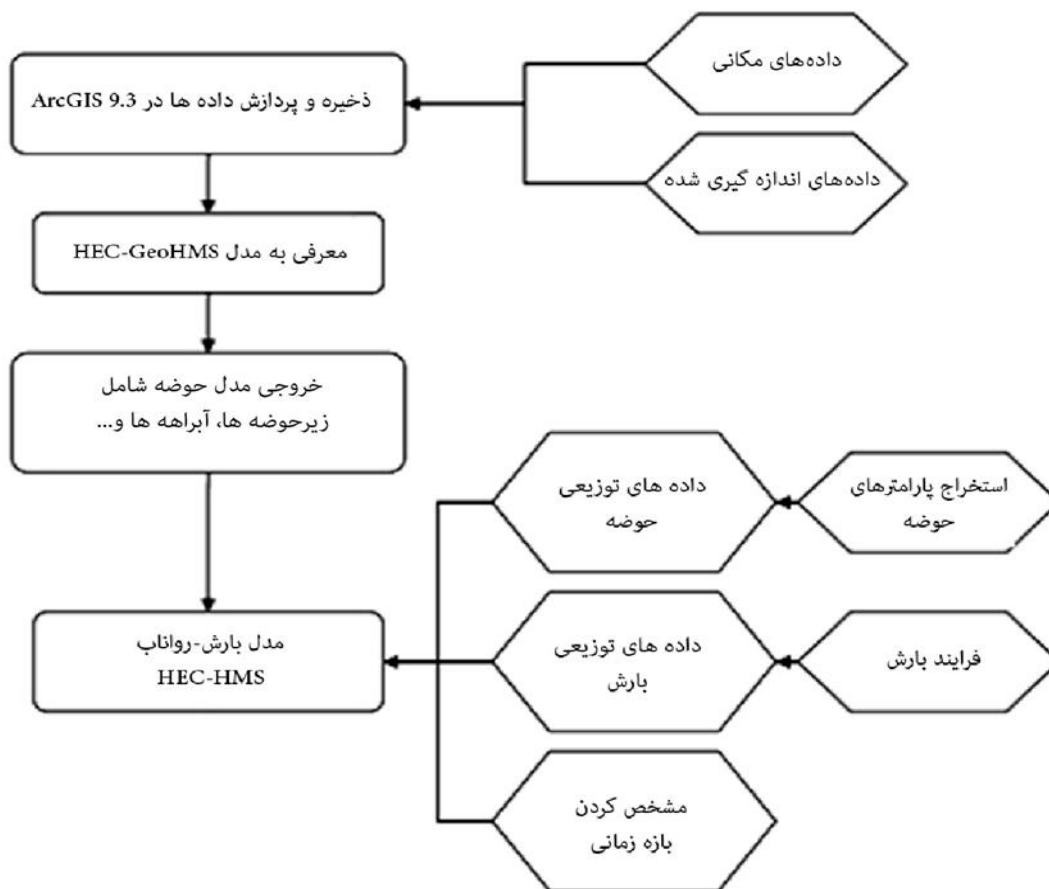 داده‌های مکانی
ذخیره و پردازش داده ها در ArcGIS 9.3
داده‌های اندازه گیری شده
معرفی به مدل HEC-GeoHMS
خروجی مدل حوضه شامل
زیرحوضه ها، آبراهه ها و...
داده های توزیعی
حوضه
استخراج پارامترهای
حوضه
مدل بارش-رواناب
HEC-HMS
داده های توزیعی
بارش
فرایند بارش
مشخص کردن
بازه زمانی